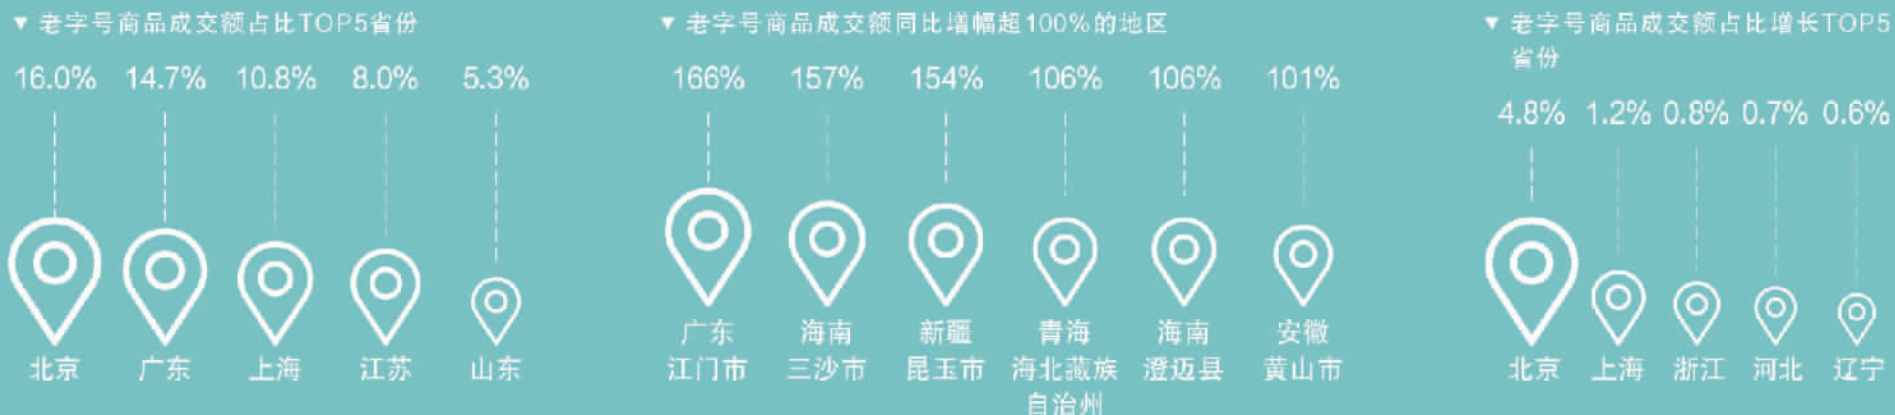 ▼ 老字号商品成交额占比TOP5省份
16.0% 14.7% 10.8% 8.0% 5.3%
北京 广东 上海 江苏 山东
▼ 老字号商品成交额同比增幅超100%的地区
166% 157% 154% 106% 106% 101%
广东 海南 新疆 青海 海南 安徽
江门市 三沙市 昆玉市 海北藏族 澄迈县 黄山市
自治州
▼ 老字号商品成交额占比增长TOP5
省份
4.8% 1.2% 0.8% 0.7% 0.6%
北京 上海 浙江 河北 辽宁